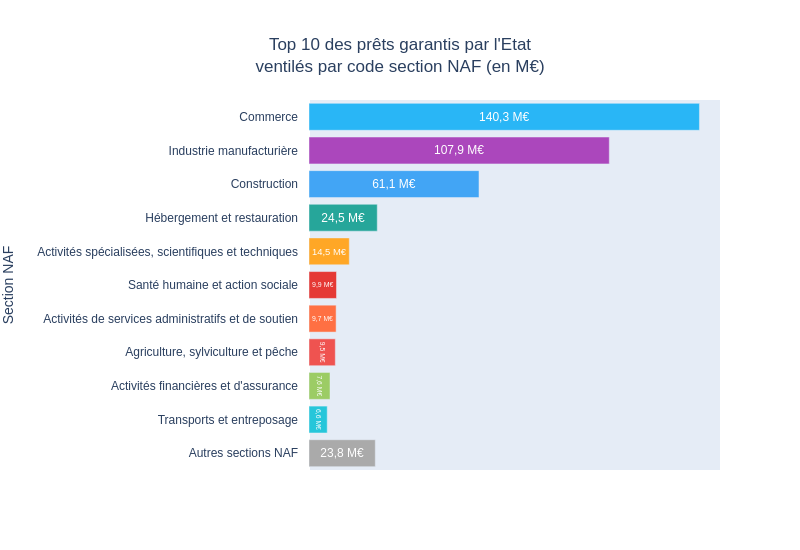 Top 10 des prêts garantis par l'Etat
ventilés par code section NAF (en M€)
Section NAF
Commerce 140,3 M€
Industrie manufacturière 107,9 M€
Construction 61,1 M€
Hébergement et restauration 24,5 M€
Activités spécialisées, scientifiques et techniques 14,5 M€
Santé humaine et action sociale 9,9 M€
Activités de services administratifs et de soutien 9,7 M€
Agriculture, sylviculture et pêche 9,5 M€
Activités financières et d'assurance 7,6 M€
Transports et entreposage 6,6 M€
Autres sections NAF 23,8 M€